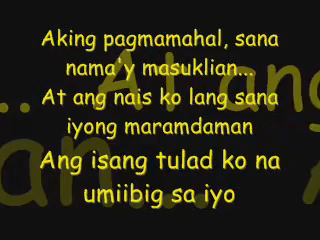 Aking pagmamahal, sana
nama'y masuklian...
At ang nais ko lang sana
iyong maramdaman
Ang isang tulad ko na
umiibig sa iyo